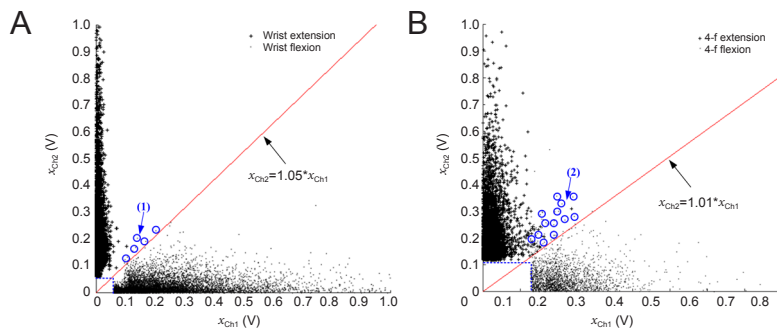 A
1.0
0.9
0.8
0.7
0.6
0.5
0.4
0.3
0.2
0.1
0
xCh2 (V)
Wrist extension
Wrist flexion
(1)
xCh2=1.05*xCh1
0 0.1 0.2 0.3 0.4 0.5 0.6 0.7 0.8 0.9 1.0
xCh1 (V)
B
1.0
0.9
0.8
0.7
0.6
0.5
0.4
0.3
0.2
0.1
0
xCh2 (V)
4-f extension
4-f flexion
(2)
xCh2=1.01*xCh1
0.1 0.2 0.3 0.4 0.5 0.6 0.7 0.8
xCh1 (V)